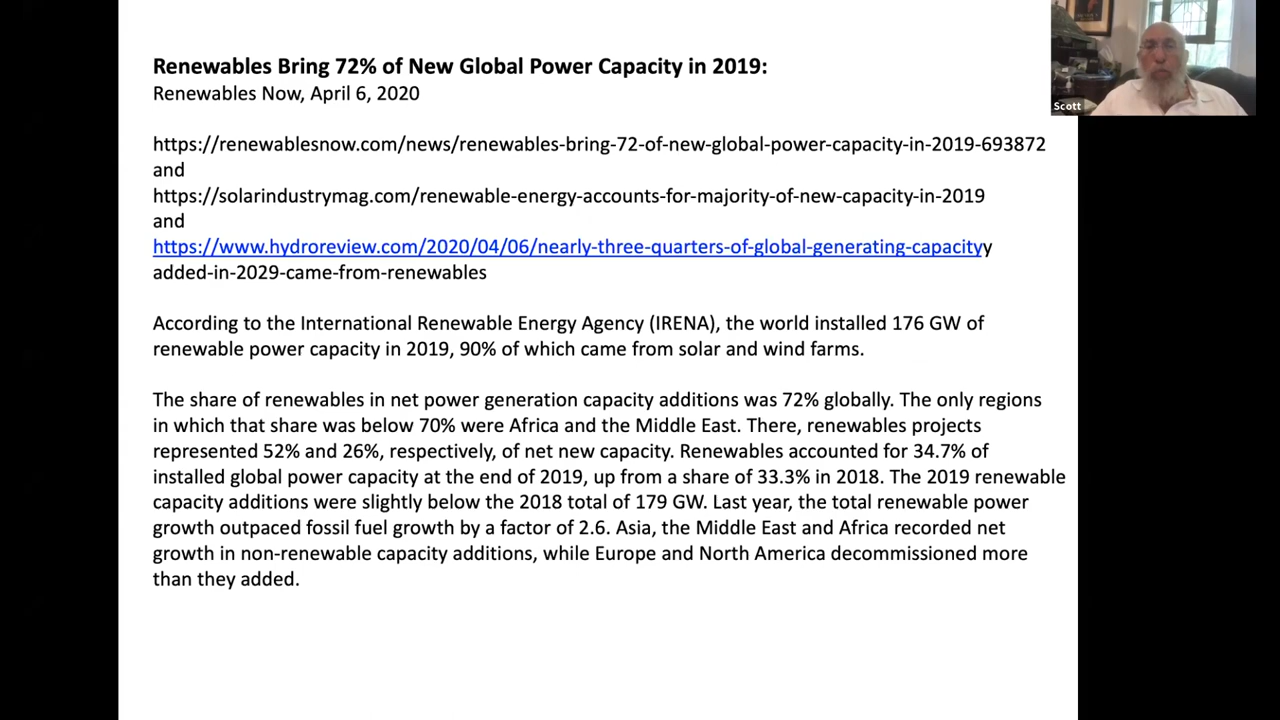 Renewables Bring 72% of New Global Power Capacity in 2019:
Renewables Now, April 6, 2020
https://renewablesnow.com/news/renewables-bring-72-of-new-global-power-capacity-in-2019-693872
and
https://solarindustrymag.com/renewable-energy-accounts-for-majority-of-new-capacity-in-2019
and
https://www.hydroreview.com/2020/04/06/nearly-three-quarters-of-global-generating-capacityy
added-in-2029-came-from-renewables
According to the International Renewable Energy Agency (IRENA), the world installed 176 GW of
renewable power capacity in 2019, 90% of which came from solar and wind farms.
The share of renewables in net power generation capacity additions was 72% globally. The only regions
in which that share was below 70% were Africa and the Middle East. There, renewables projects
represented 52% and 26%, respectively, of net new capacity. Renewables accounted for 34.7% of
installed global power capacity at the end of 2019, up from a share of 33.3% in 2018. The 2019 renewable
capacity additions were slightly below the 2018 total of 179 GW. Last year, the total renewable power
growth outpaced fossil fuel growth by a factor of 2.6. Asia, the Middle East and Africa recorded net
growth in non-renewable capacity additions, while Europe and North America decommissioned more
than they added.
Scott